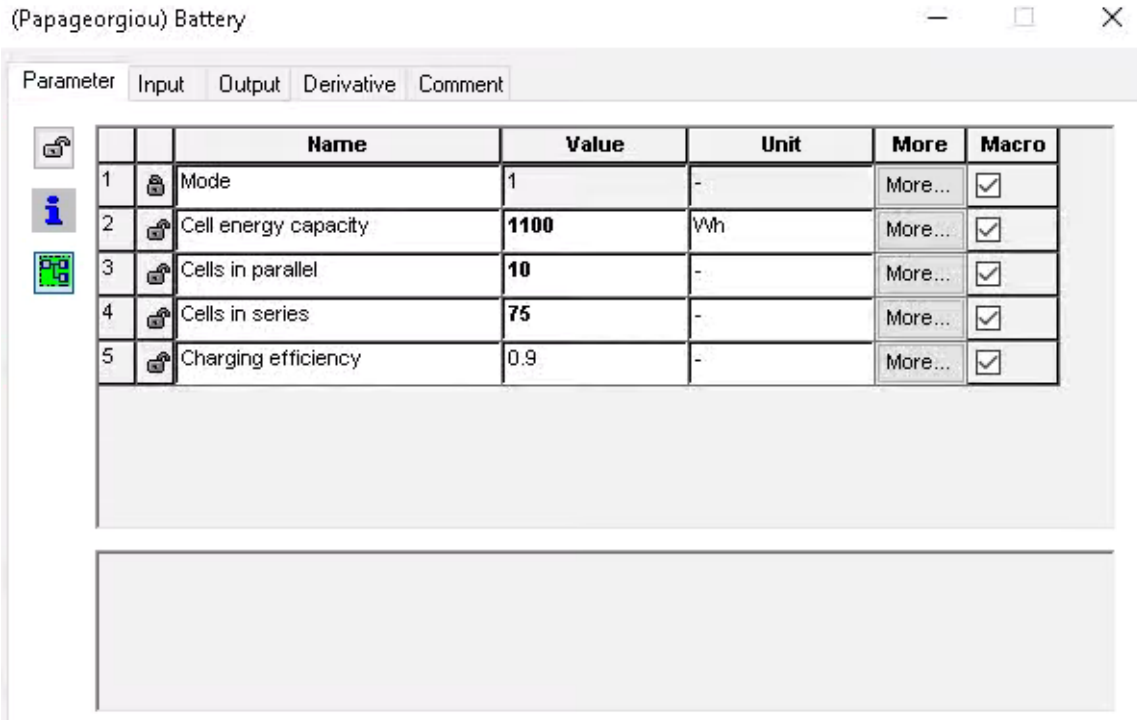 (Papageorgiou) Battery
Parameter Input Output Derivative Comment
Name Value Unit More Macro
1 Mode 1 - More...
2 Cell energy capacity 1100 Wh More...
3 Cells in parallel 10 - More...
4 Cells in series 75 - More...
5 Charging efficiency 0.9 - More...